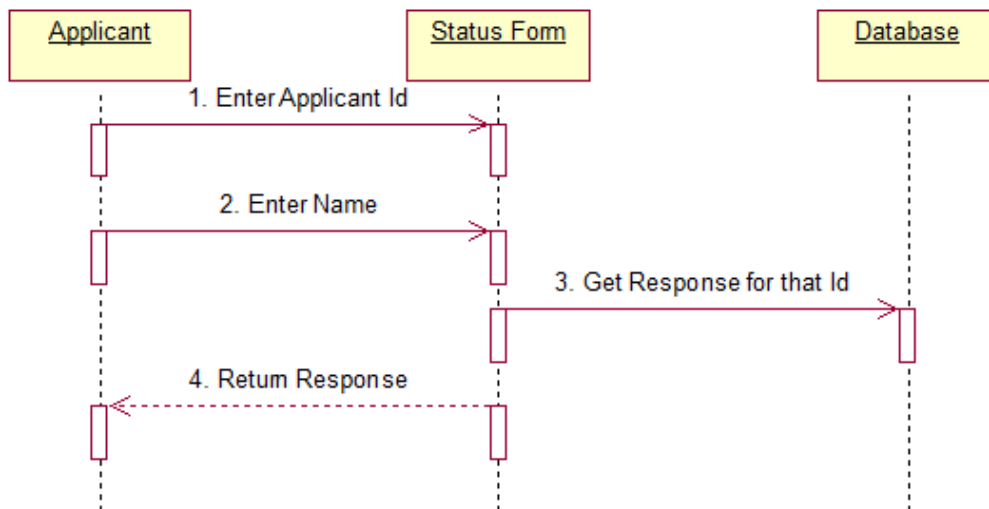 Applicant
Status Form
Database
1. Enter Applicant Id
2. Enter Name
3. Get Response for that Id
4. Return Response